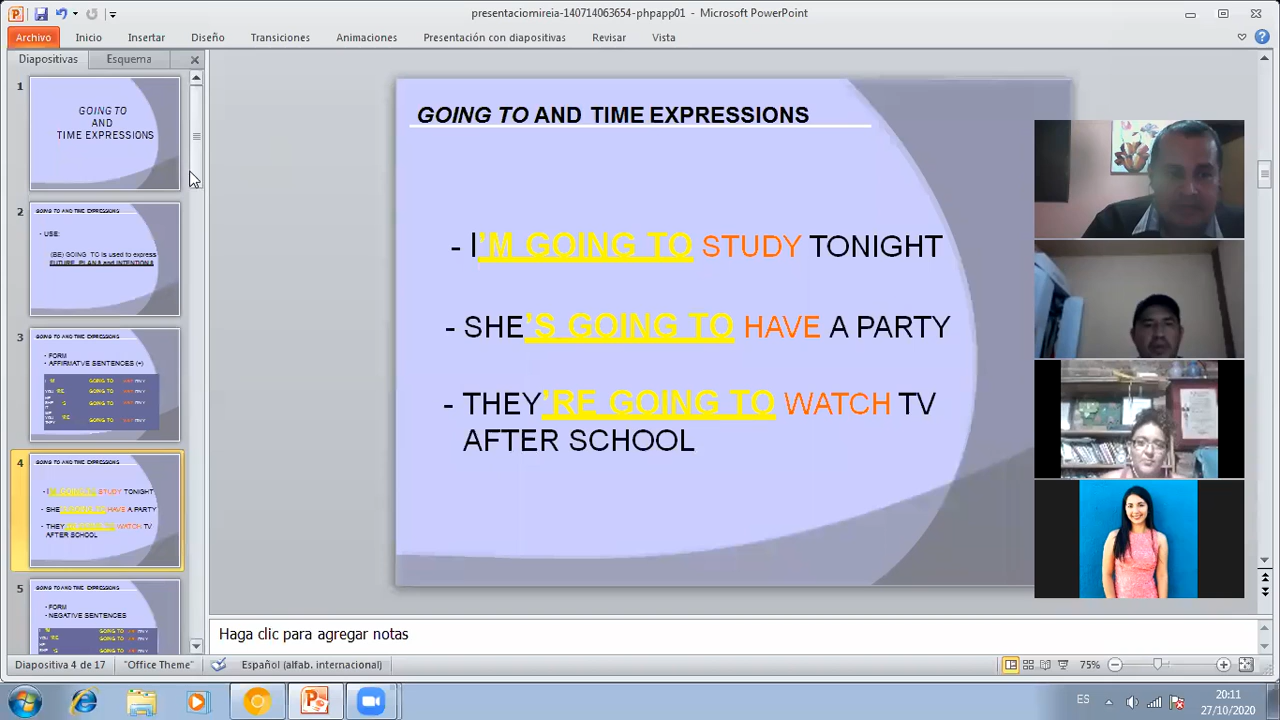 presentaciomireia-140714063654-phpapp01 - Microsoft PowerPoint
Archivo Inicio Insertar Diseño Transiciones Animaciones Presentación con diapositivas Revisar Vista
Diapositivas Esquema
1
GOING TO
AND
TIME EXPRESSIONS
2
GOING TO AND TIME EXPRESSIONS
- USE:
(BE) GOING TO is used to express
FUTURE PLANS and INTENTIONS
3
GOING TO AND TIME EXPRESSIONS
- FORM
- AFFIRMATIVE SENTENCES (+)
4
GOING TO AND TIME EXPRESSIONS
- I'M GOING TO STUDY TONIGHT
- SHE'S GOING TO HAVE A PARTY
- THEY'RE GOING TO WATCH TV
AFTER SCHOOL
5
GOING TO AND TIME EXPRESSIONS
- FORM
- NEGATIVE SENTENCES
GOING TO AND TIME EXPRESSIONS
- I'M GOING TO STUDY TONIGHT
- SHE'S GOING TO HAVE A PARTY
- THEY'RE GOING TO WATCH TV
AFTER SCHOOL
Haga clic para agregar notas
Diapositiva 4 de 17 "Office Theme" Español (alfab. internacional) 75%
ES 20:11
27/10/2020